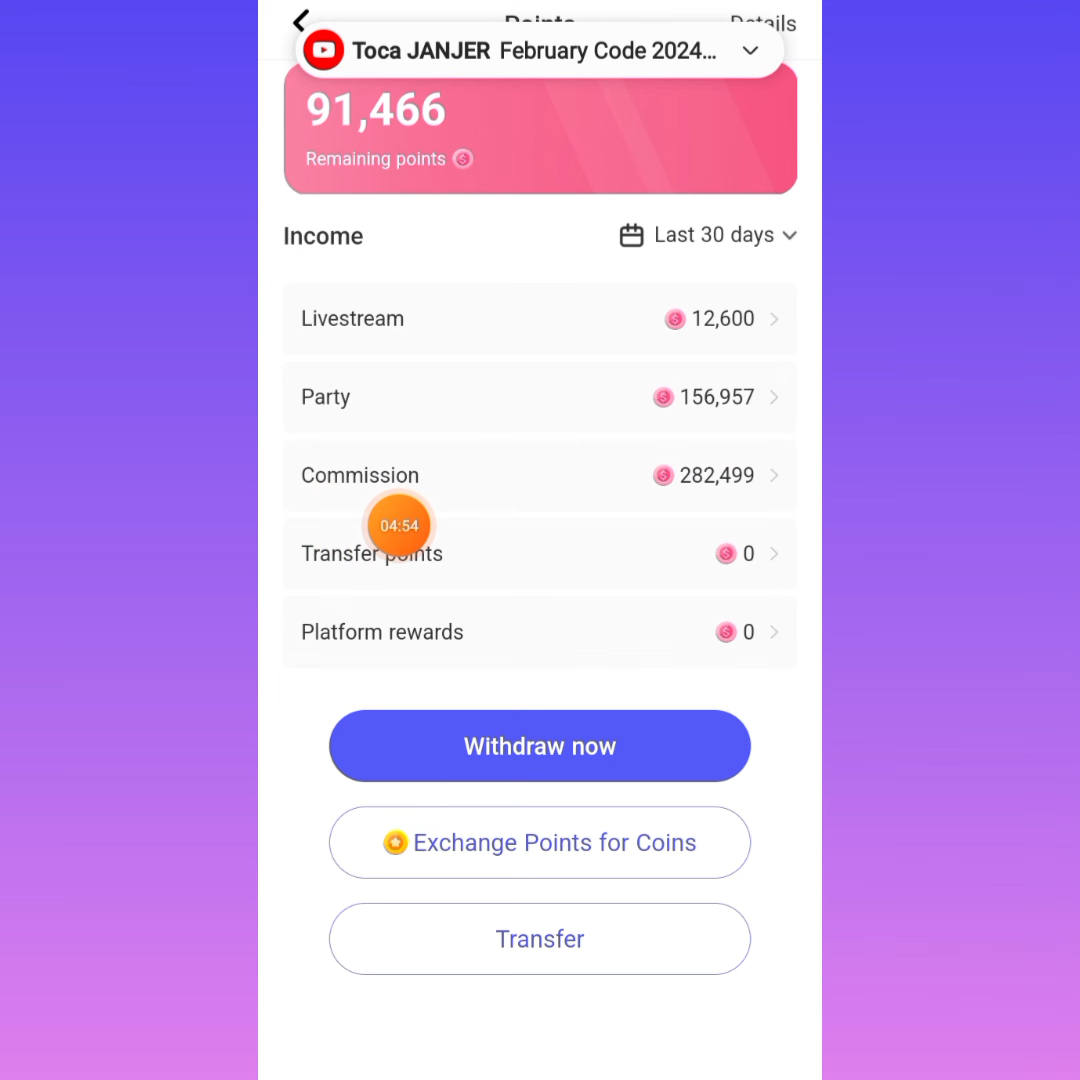 Details
Toca JANJER February Code 2024...
91,466
Remaining points
Income
Last 30 days
Livestream
12,600
Party
156,957
Commission
282,499
04:54
Transfer points
0
Platform rewards
0
Withdraw now
Exchange Points for Coins
Transfer